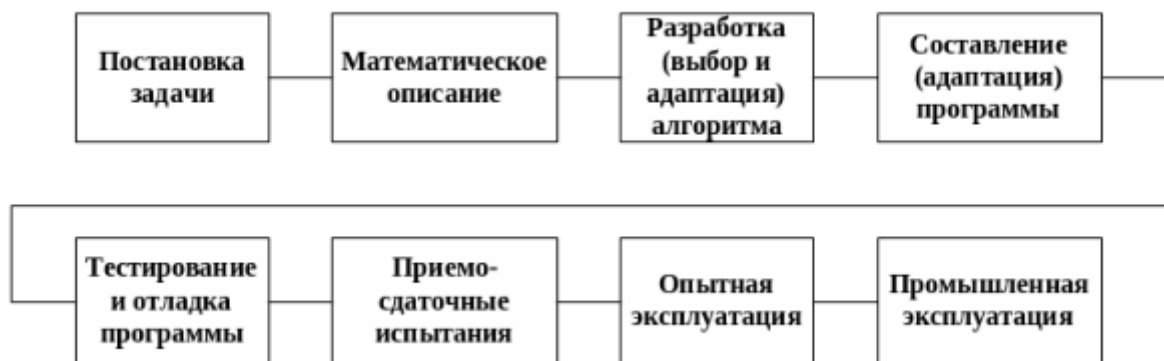 Постановка
задачи
Математическое
описание
Разработка
(выбор и
адаптация)
алгоритма
Составление
(адаптация)
программы
Тестирование
и отладка
программы
Приемо-
сдаточные
испытания
Опытная
эксплуатация
Промышленная
эксплуатация